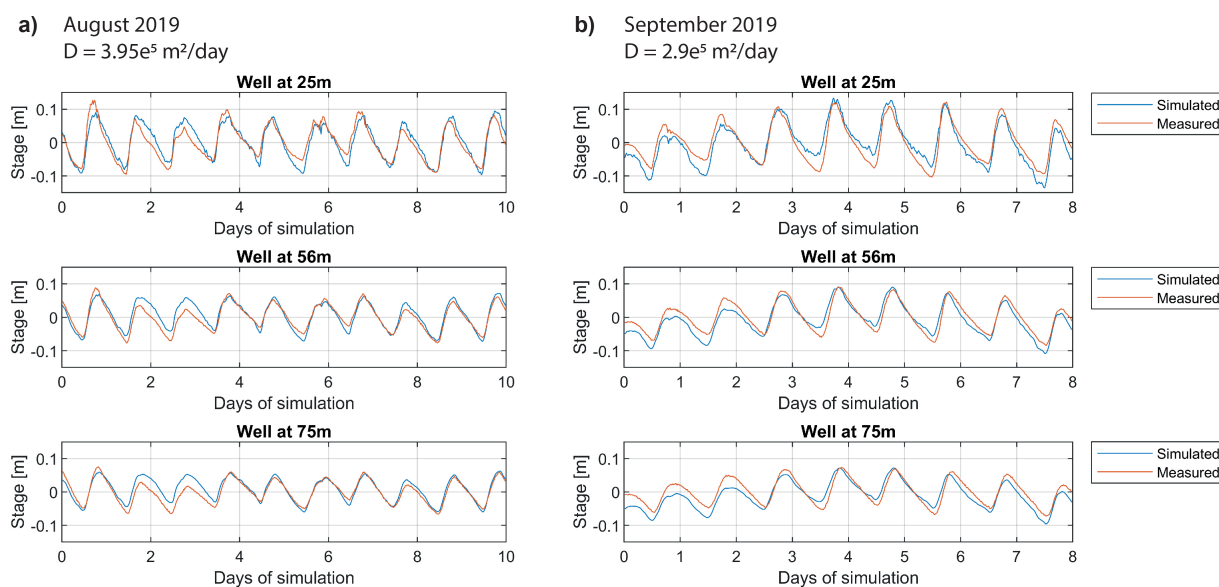 a) August 2019
D = 3.95e⁵ m²/day
Well at 25m
Stage [m]
0.1
0
-0.1
0 2 4 6 8 10
Days of simulation
Well at 56m
Stage [m]
0.1
0
-0.1
0 2 4 6 8 10
Days of simulation
Well at 75m
Stage [m]
0.1
0
-0.1
0 2 4 6 8 10
Days of simulation
b) September 2019
D = 2.9e⁵ m²/day
Well at 25m
Stage [m]
0.1
0
-0.1
0 1 2 3 4 5 6 7 8
Days of simulation
Simulated
Measured
Well at 56m
Stage [m]
0.1
0
-0.1
0 1 2 3 4 5 6 7 8
Days of simulation
Simulated
Measured
Well at 75m
Stage [m]
0.1
0
-0.1
0 1 2 3 4 5 6 7 8
Days of simulation
Simulated
Measured